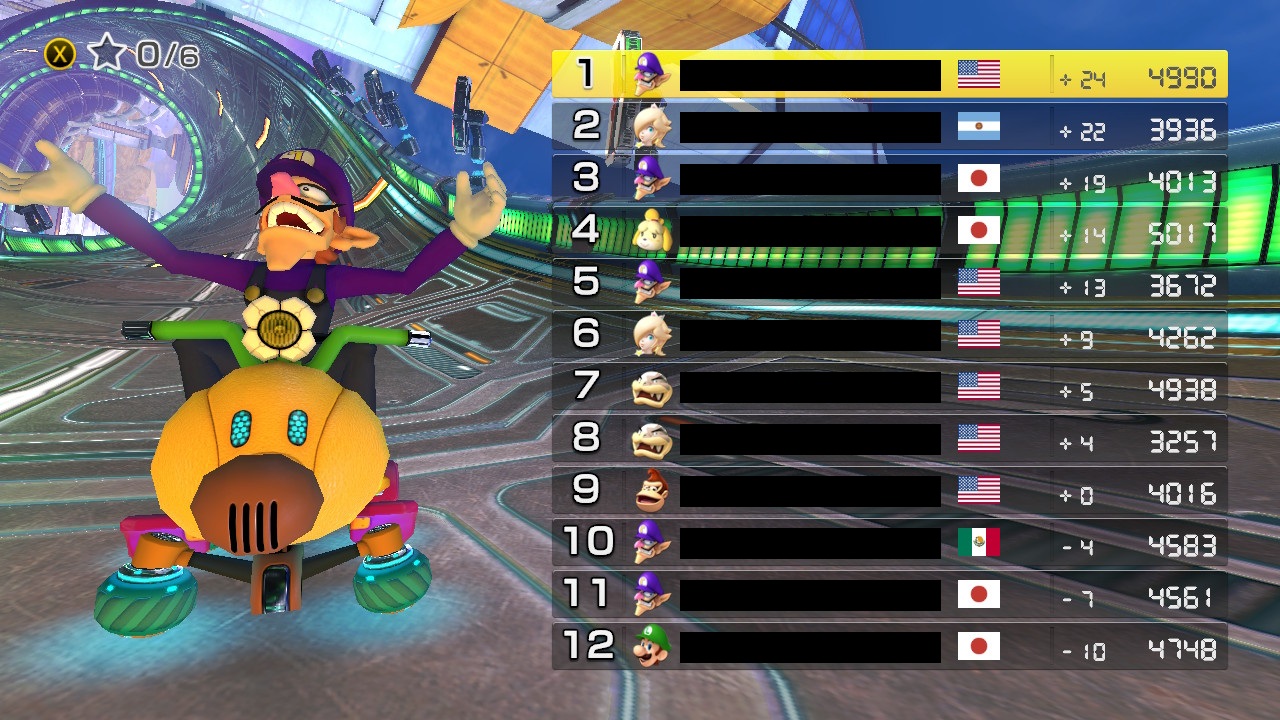 X 0/6
1 + 24 4990
2 + 22 3936
3 + 19 4013
4 + 14 5017
5 + 13 3672
6 + 9 4262
7 + 5 4938
8 + 4 3257
9 + 0 4016
10 - 4 4583
11 - 7 4561
12 - 10 4748